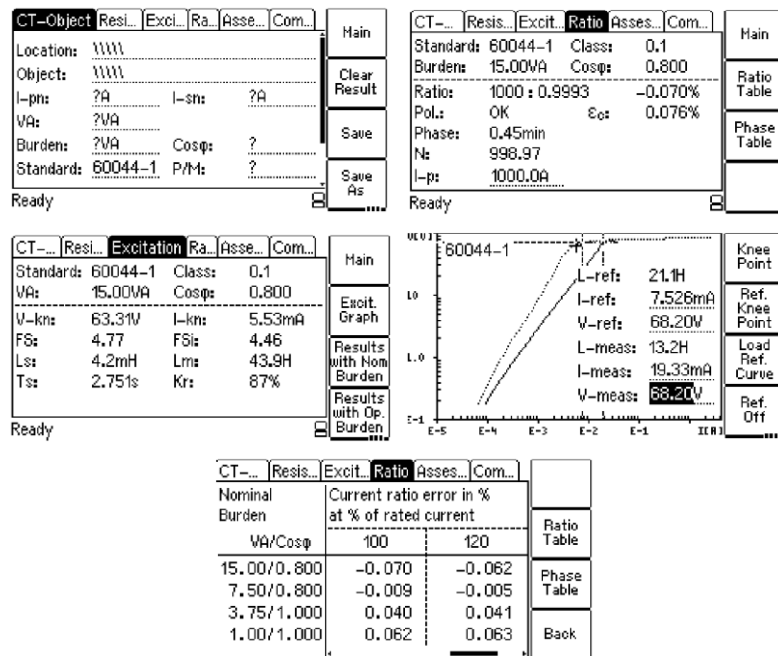 CT-Object Resi... Exci... Ra... Asse... Com...
Location: \\\\\
Object: \\\\\
I-pn: ?A I-sn: ?A
VA: ?VA
Burden: ?VA Cosφ: ?
Standard: 60044-1 P/M: ?
Ready
Main
Clear
Result
Save
Save
As
CT-... Resis... Excit... Ratio Asses... Com...
Standard: 60044-1 Class: 0.1
Burden: 15.00VA Cosφ: 0.800
Ratio: 1000 : 0.9993 -0.070%
Pol.: OK εc: 0.076%
Phase: 0.45min
N: 998.97
I-p: 1000.0A
Ready
Main
Ratio
Table
Phase
Table
CT-... Resi... Excitation Ra... Asse... Com...
Standard: 60044-1 Class: 0.1
VA: 15.00VA Cosφ: 0.800
V-kn: 63.31V I-kn: 5.53mA
FS: 4.77 FSi: 4.46
Ls: 4.2mH Lm: 43.9H
Ts: 2.751s Kr: 87%
Ready
Main
Excit.
Graph
Results
with Nom
Burden
Results
with Op.
Burden
U[V]
60044-1
L-ref: 21.1H
10 I-ref: 7.526mA
V-ref: 68.20V
L-meas: 13.2H
1.0 I-meas: 19.33mA
V-meas: 68.20V
E-1
E-5 E-4 E-3 E-2 E-1 I[A]
Knee
Point
Ref.
Knee
Point
Load
Ref.
Curve
Ref.
Off
CT-... Resis... Excit... Ratio Asses... Com...
Nominal Current ratio error in %
Burden at % of rated current
VA/Cosφ 100 120
15.00/0.800 -0.070 -0.062
7.50/0.800 -0.009 -0.005
3.75/1.000 0.040 0.041
1.00/1.000 0.062 0.063
Ratio
Table
Phase
Table
Back